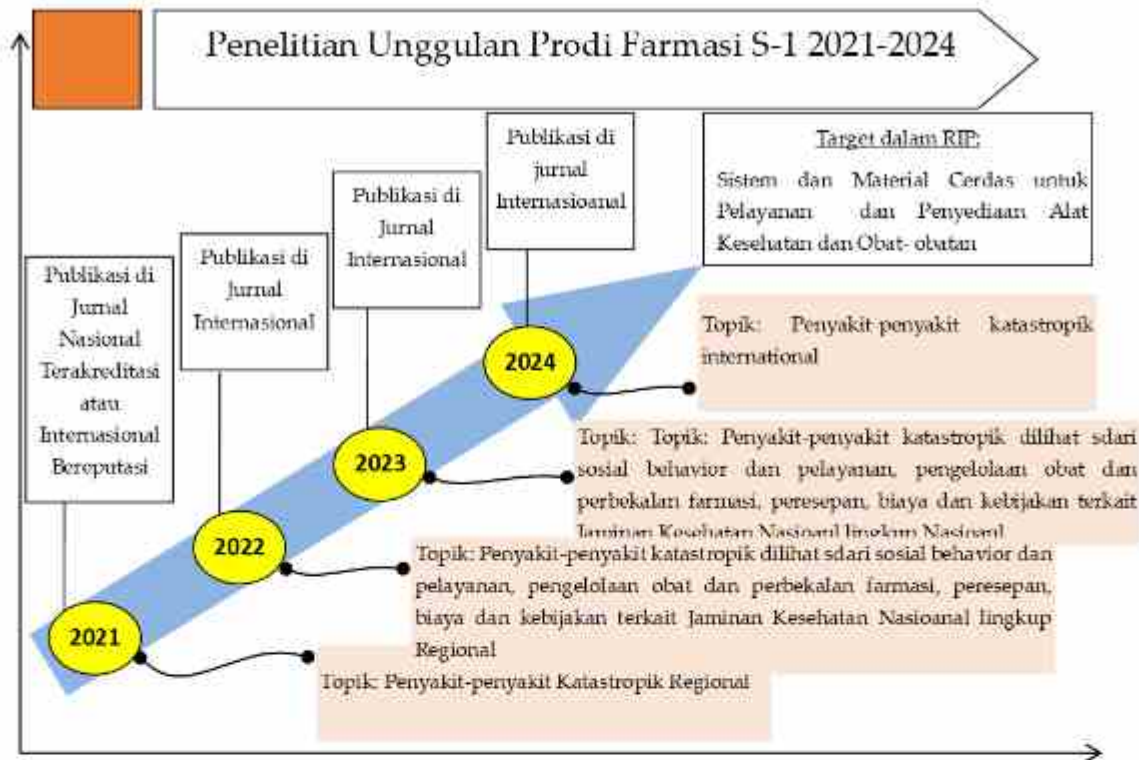 Penelitian Unggulan Prodi Farmasi S-1 2021-2024
Publikasi di
Jurnal
Nasional
Terakreditasi
atau
Internasional
Bereputasi
Publikasi di
Jurnal
Internasional
Publikasi di
Jurnal
Internasional
Publikasi di
jurnal
Internasioanal
Target dalam RIP:
Sistem dan Material Cerdas untuk
Pelayanan dan Penyediaan Alat
Kesehatan dan Obat- obatan
2024
Topik: Penyakit-penyakit katastropik
international
2023
Topik: Topik: Penyakit-penyakit katastropik dilihat sdari
sosial behavior dan pelayanan, pengelolaan obat dan
perbekalan farmasi, peresepan, biaya dan kebijakan terkait
Jaminan Kesehatan Nasioanl lingkup Nasioanl
2022
Topik: Penyakit-penyakit katastropik dilihat sdari sosial behavior dan
pelayanan, pengelolaan obat dan perbekalan farmasi, peresepan,
biaya dan kebijakan terkait Jaminan Kesehatan Nasioanal lingkup
Regional
2021
Topik: Penyakit-penyakit Katastropik Regional